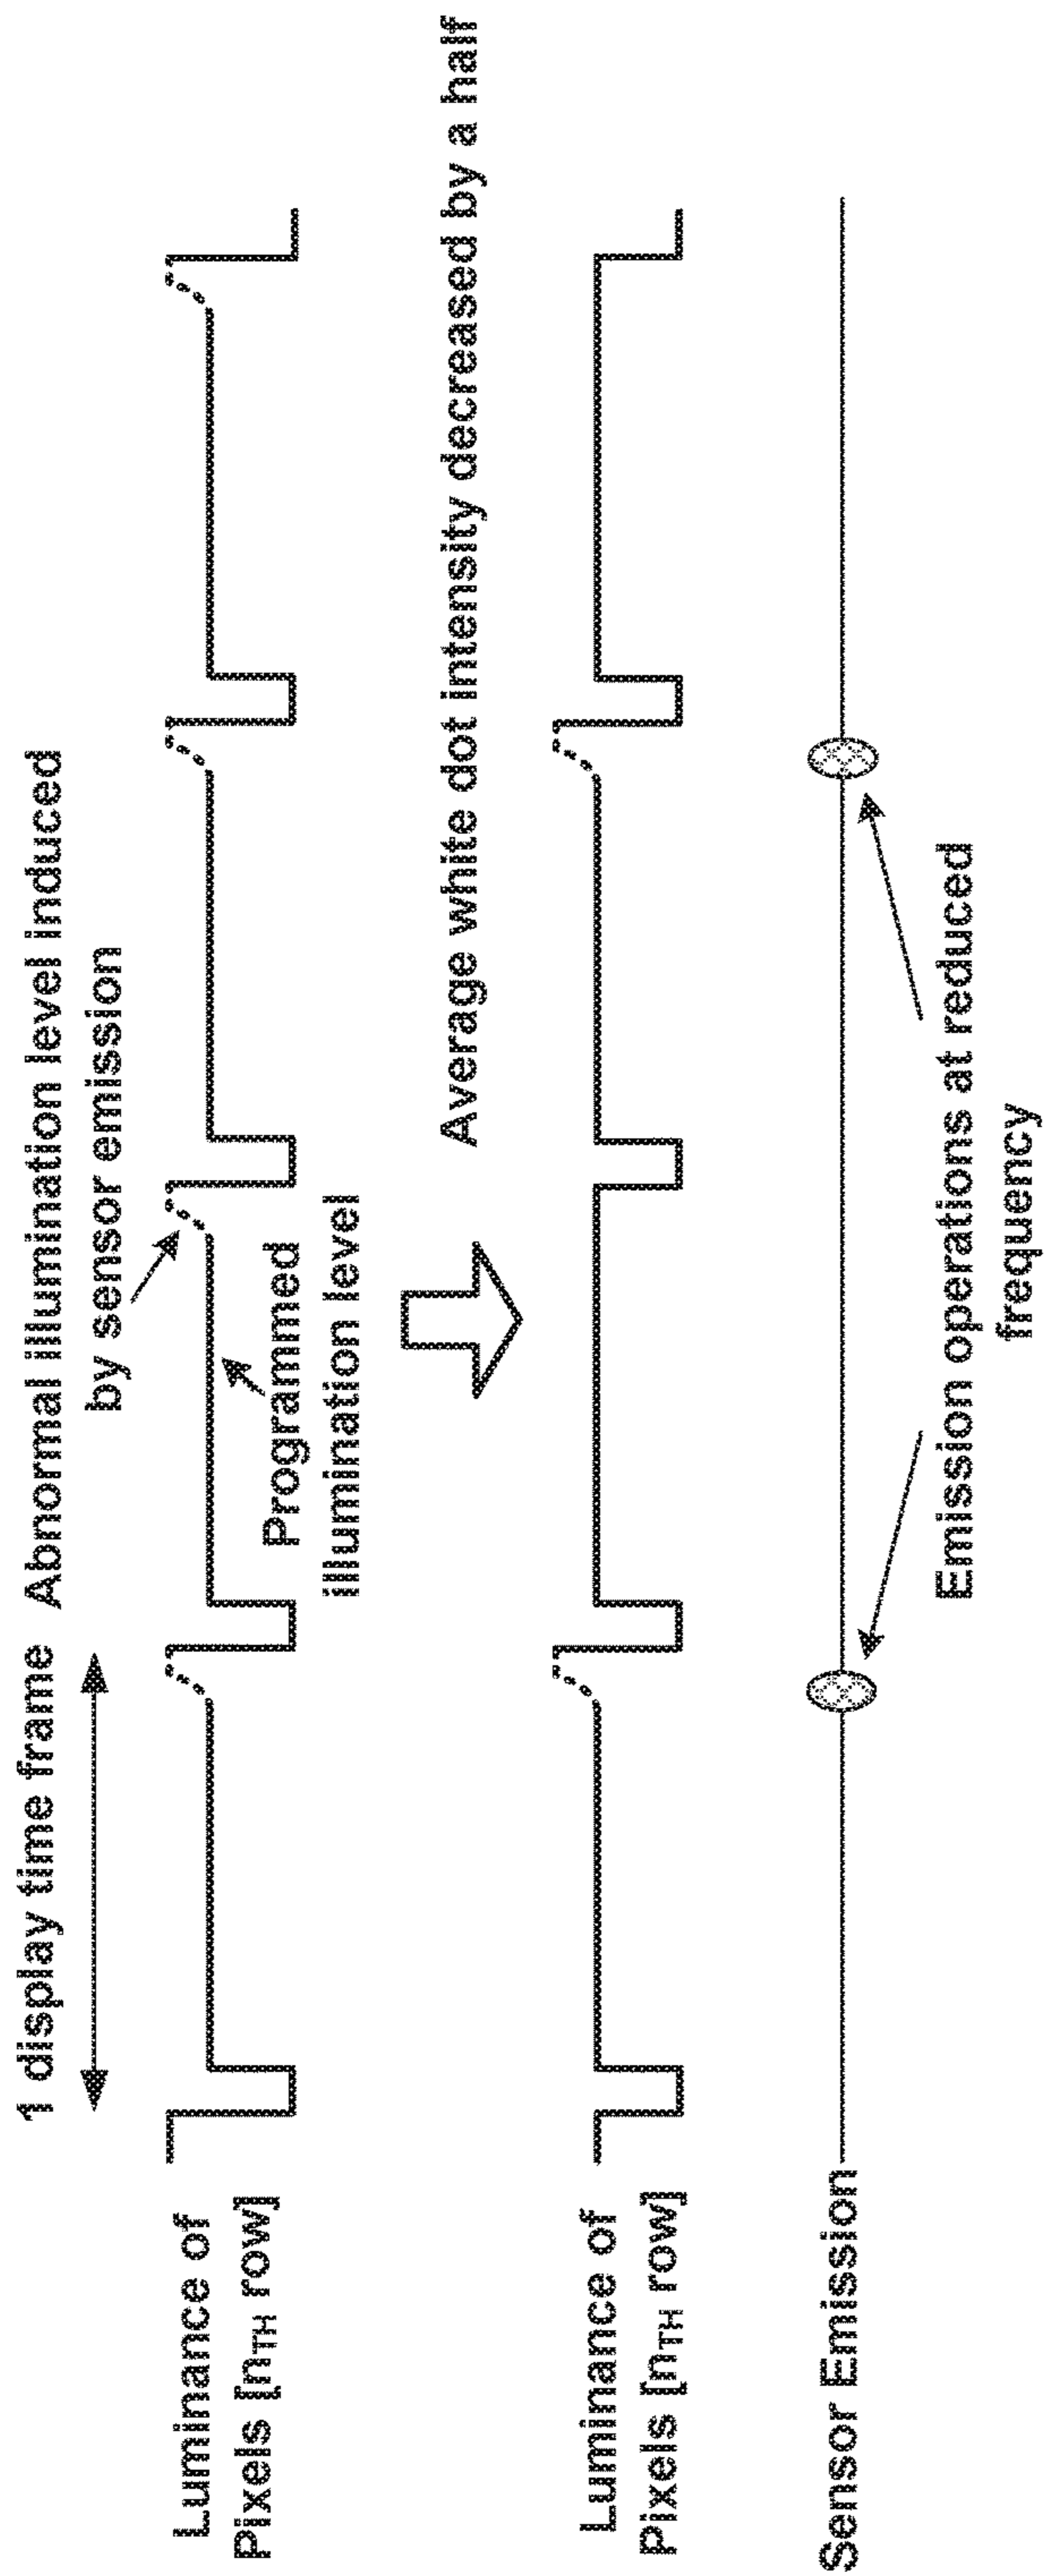 1 display time frame
Abnormal illumination level induced
by sensor emission
Luminance of
Pixels [nTH row]
Programmed
illumination level
Average white dot intensity decreased by a half
Luminance of
Pixels [nTH row]
Sensor Emission
Emission operations at reduced
frequency